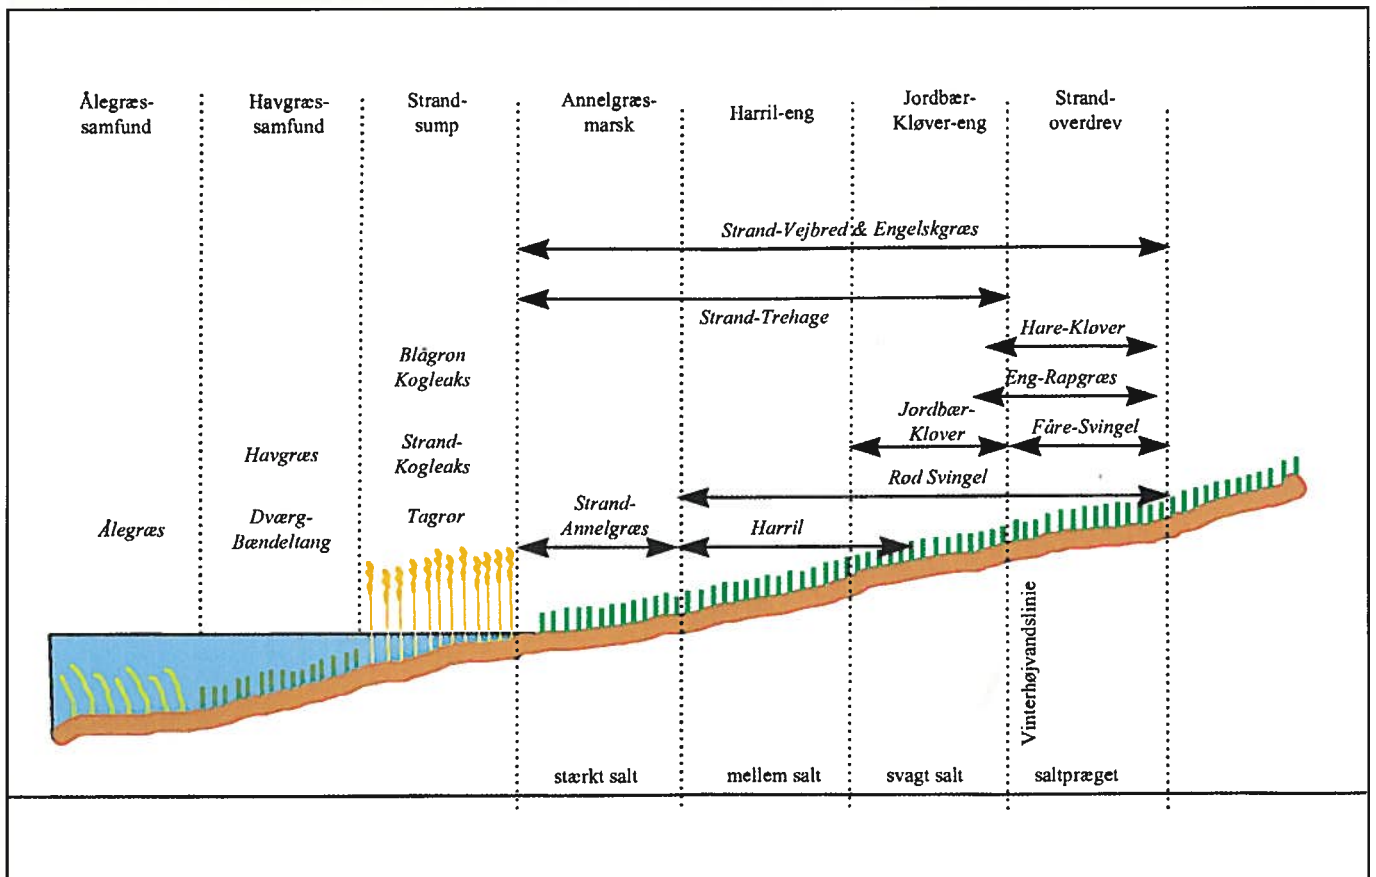 Ålegræs-
samfund
Havgræs-
samfund
Strand-
sump
Annelgræs-
marsk
Harril-eng
Jordbær-
Kløver-eng
Strand-
overdrev
Strand-Vejbred & Engelskgræs
Strand-Trehage
Hare-Kløver
Blågrøn
Kogleaks
Eng-Rapgræs
Jordbær-
Klover
Fåre-Svingel
Havgræs
Strand-
Kogleaks
Rød Svingel
Ålegræs
Dværg-
Bændeltang
Tagrør
Strand-
Annelgræs
Harril
Vinterhøjvandslinie
stærkt salt
mellem salt
svagt salt
saltpræget